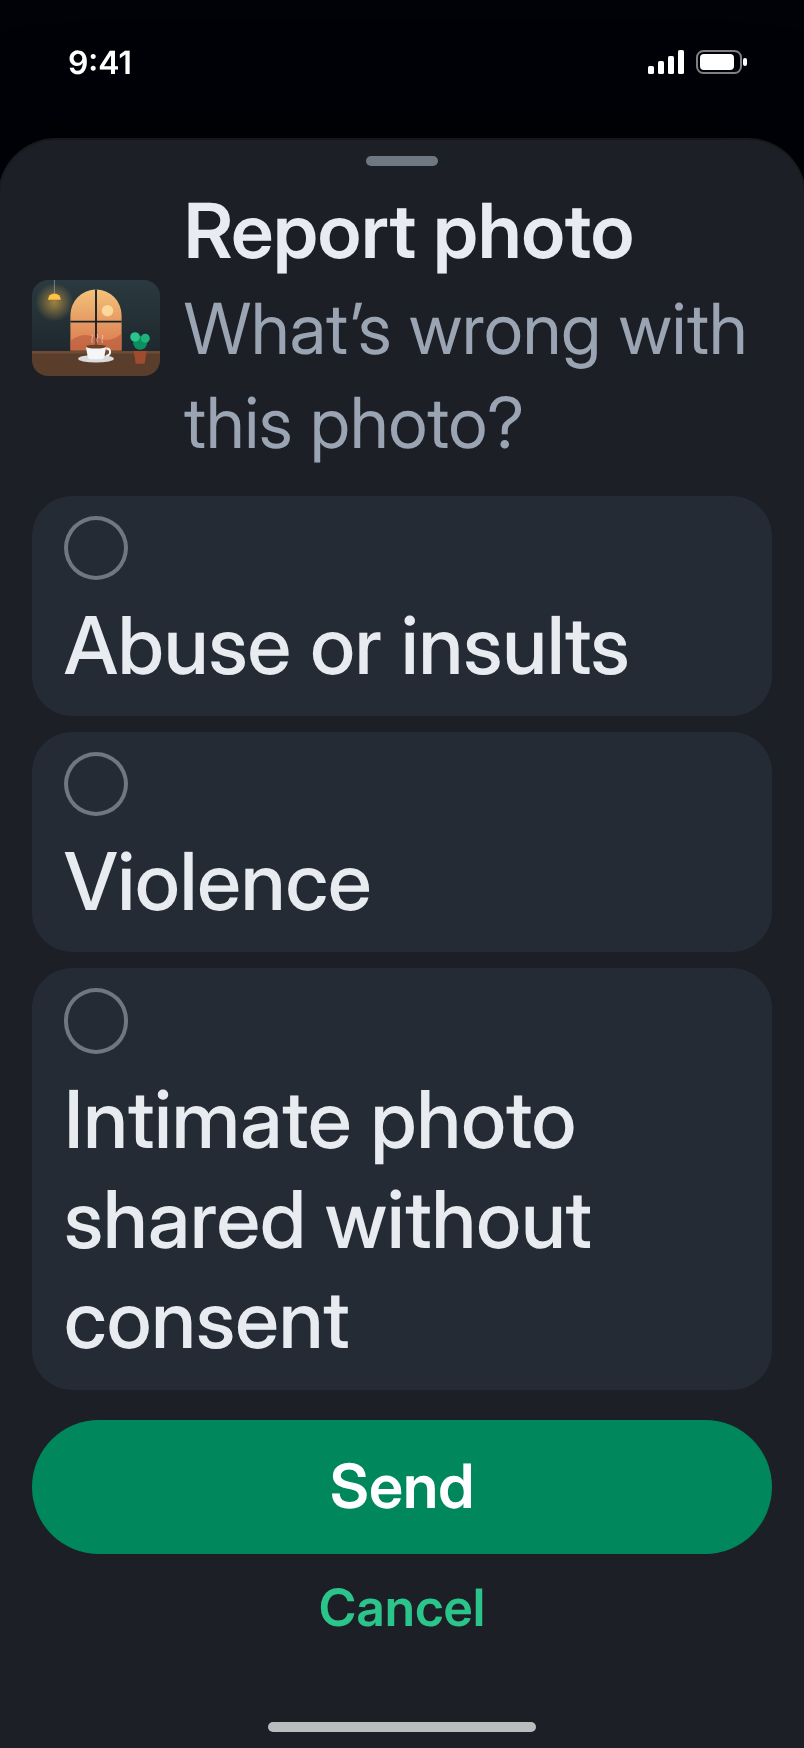 9:41
Report photo
What’s wrong with
this photo?
Abuse or insults
Violence
Intimate photo
shared without
consent
Send
Cancel